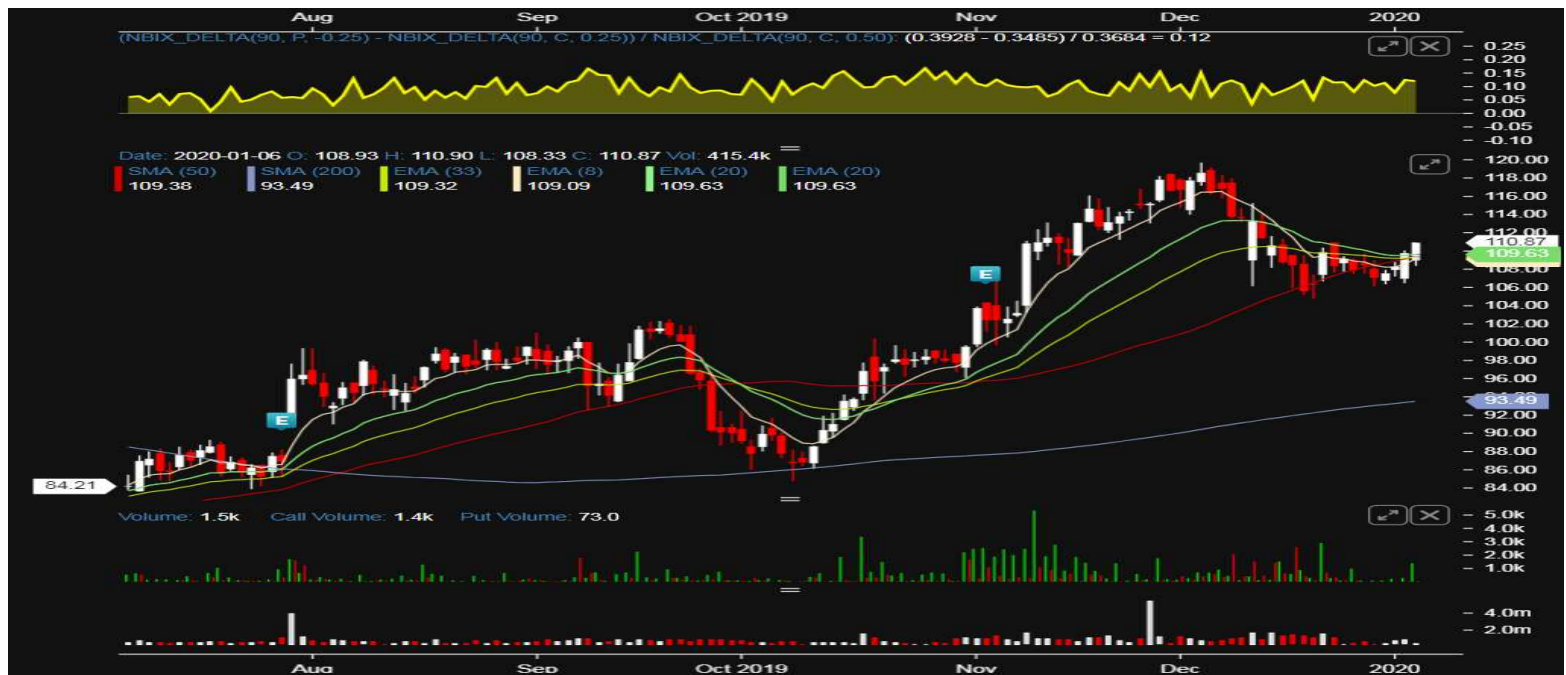 Aug Sep Oct 2019 Nov Dec 2020
(NBIX_DELTA(90, P, -0.25) - NBIX_DELTA(90, C, 0.25)) / NBIX_DELTA(90, C, 0.50): (0.3928 - 0.3485) / 0.3684 = 0.12
0.25
0.20
0.15
0.10
0.05
0.00
-0.05
-0.10
Date: 2020-01-06 O: 108.93 H: 110.90 L: 108.33 C: 110.87 Vol: 415.4k
SMA (50) SMA (200) EMA (33) EMA (8) EMA (20) EMA (20)
109.38 93.49 109.32 109.09 109.63 109.63
120.00
118.00
116.00
114.00
112.00
110.87
109.63
108.00
106.00
104.00
102.00
100.00
98.00
96.00
93.49
92.00
90.00
88.00
86.00
84.00
E
E
84.21
Volume: 1.5k Call Volume: 1.4k Put Volume: 73.0
5.0k
4.0k
3.0k
2.0k
1.0k
4.0m
2.0m
Aug Sep Oct 2019 Nov Dec 2020